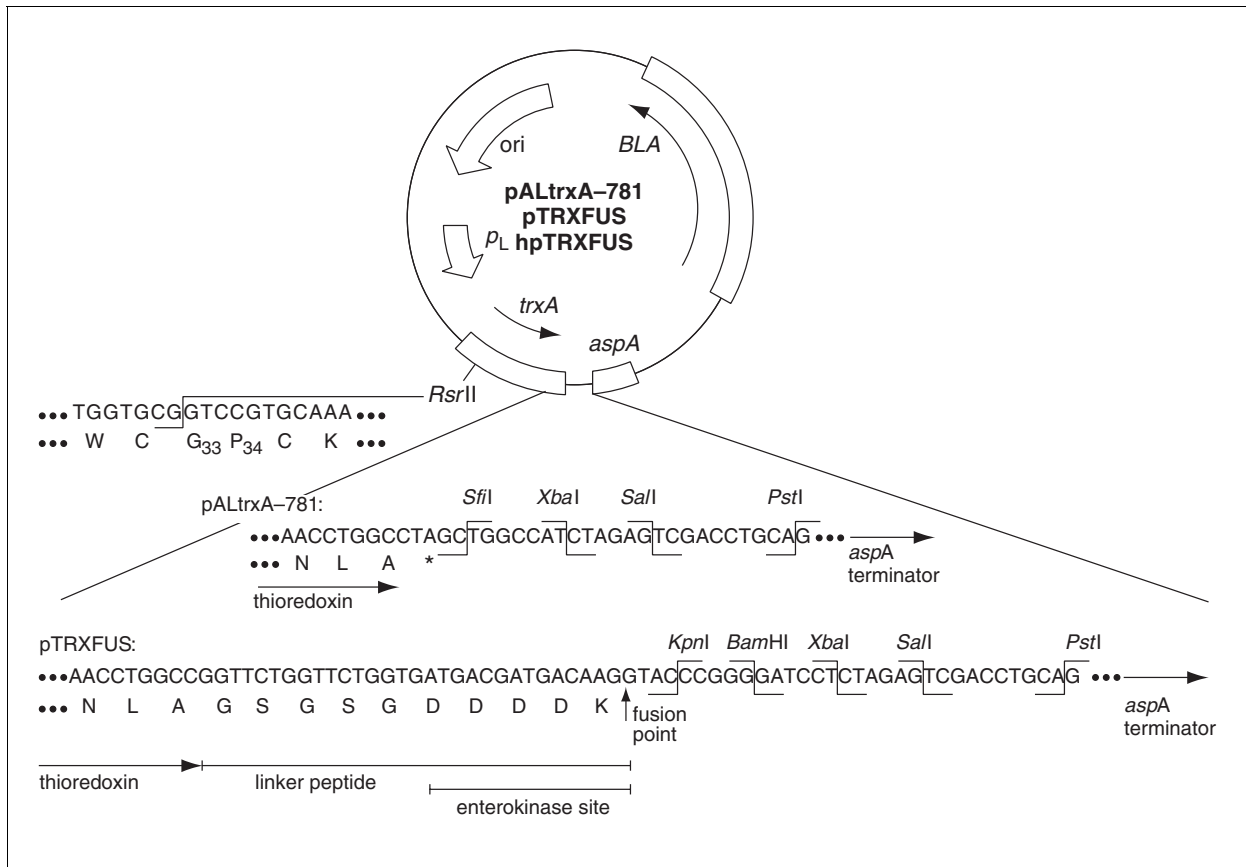 ori
BLA
pALtrxA–781
pTRXFUS
hpTRXFUS
pL
trxA
aspA
RsrII
•••TGGTGCGGTCCGTGCAAA•••
••• W C G33 P34 C K •••
pALtrxA–781:
SfiI XbaI SalI PstI
•••AACCTGGCCTAGCTGGCCATCTAGAGTCGACCTGCAG•••
••• N L A *
aspA
terminator
thioredoxin
pTRXFUS:
KpnI BamHI XbaI SalI PstI
•••AACCTGGCCGGTTCTGGTTCTGGTGATGACGATGACAAGGTACCCGGGGATCCTCTAGAGTCGACCTGCAG•••
••• N L A G S G S G D D D D K
fusion
point
aspA
terminator
thioredoxin linker peptide
enterokinase site